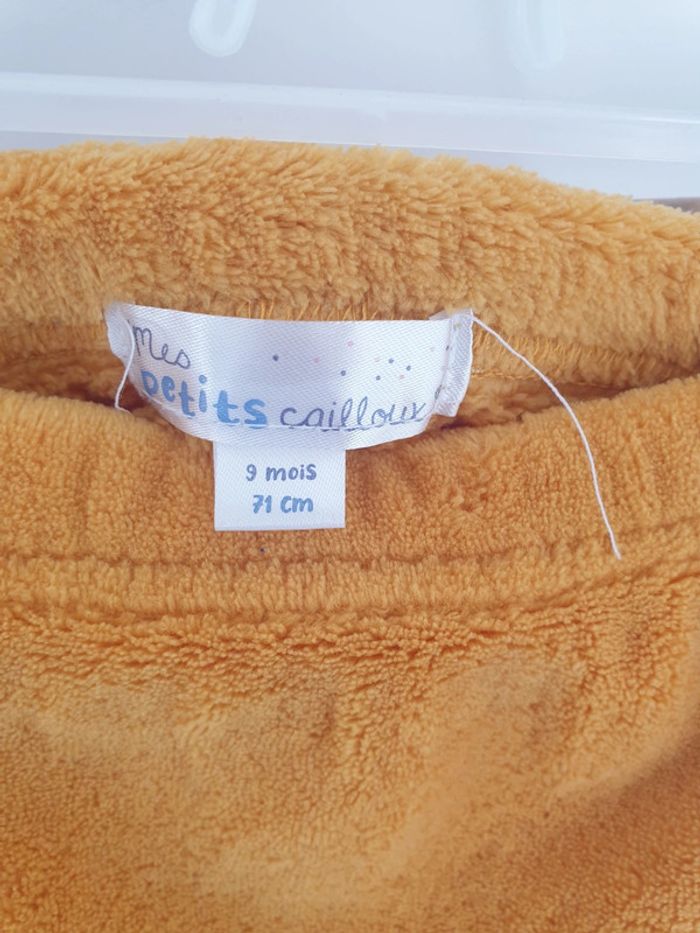 Mes
petits cailloux
9 mois
71 cm